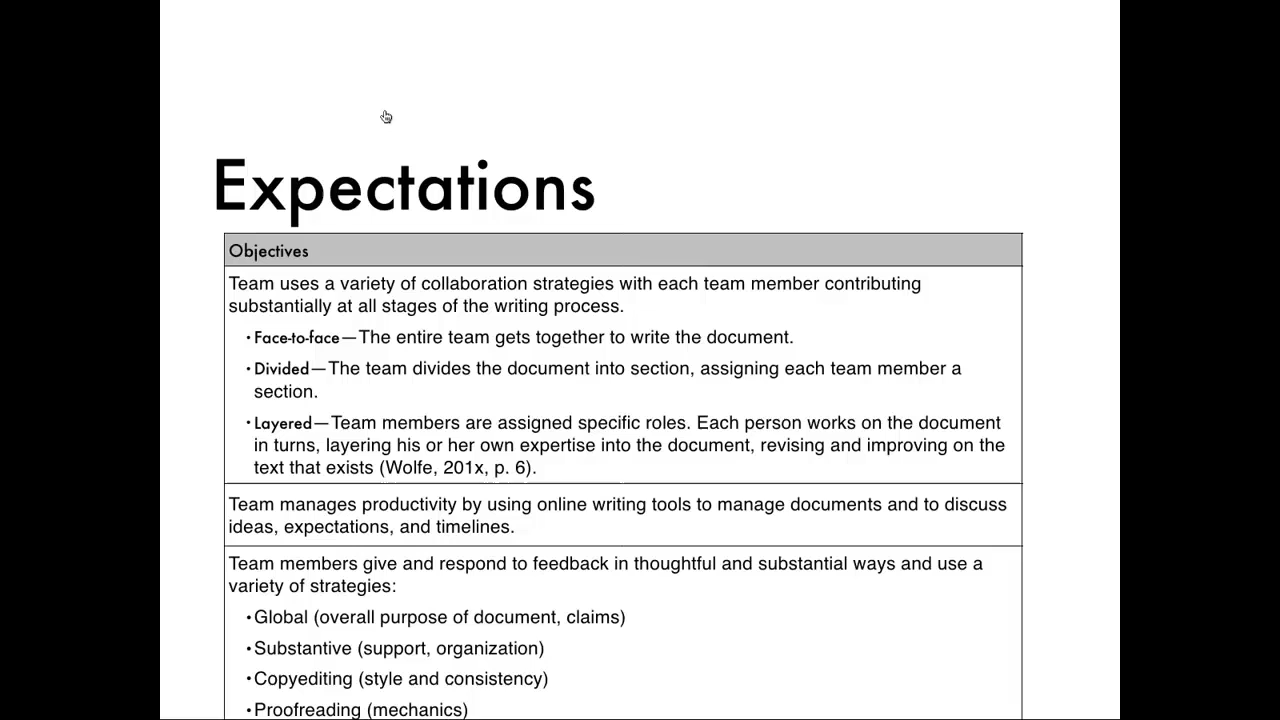 Expectations
Objectives
Team uses a variety of collaboration strategies with each team member contributing
substantially at all stages of the writing process.
• Face-to-face—The entire team gets together to write the document.
• Divided—The team divides the document into section, assigning each team member a
section.
• Layered—Team members are assigned specific roles. Each person works on the document
in turns, layering his or her own expertise into the document, revising and improving on the
text that exists (Wolfe, 201x, p. 6).
Team manages productivity by using online writing tools to manage documents and to discuss
ideas, expectations, and timelines.
Team members give and respond to feedback in thoughtful and substantial ways and use a
variety of strategies:
• Global (overall purpose of document, claims)
• Substantive (support, organization)
• Copyediting (style and consistency)
• Proofreading (mechanics)